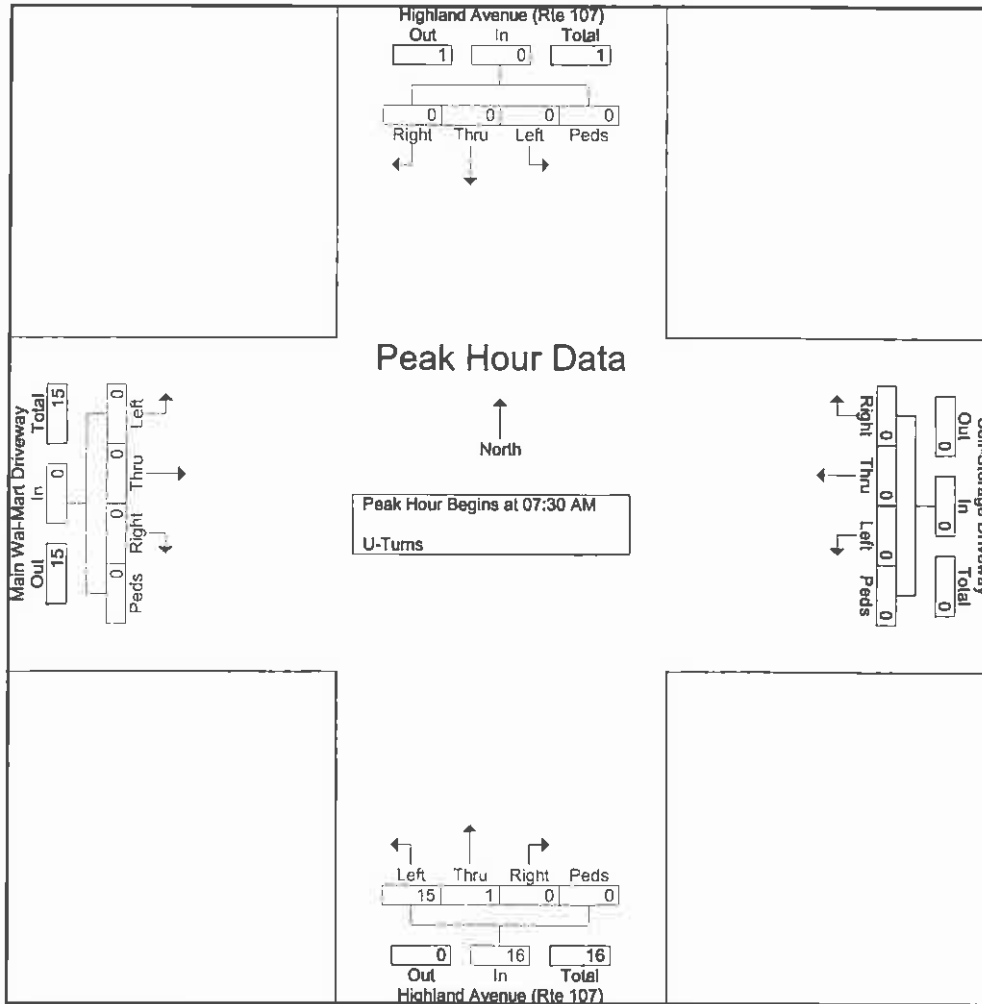 Highland Avenue (Rte 107)
Out In Total
1 0 1
0 0 0 0
Right Thru Left Peds
Peak Hour Data
North
Peak Hour Begins at 07:30 AM
U-Turns
Main Wal-Mart Driveway
Out In Total
15 0 15
0 0 0 0
Left Thru Right Peds
Driveway
Out In Total
0 0 0
0 0 0 0
Right Thru Left Peds
Left Thru Right Peds
15 1 0 0
0 16 16
Out In Total
Highland Avenue (Rte 107)